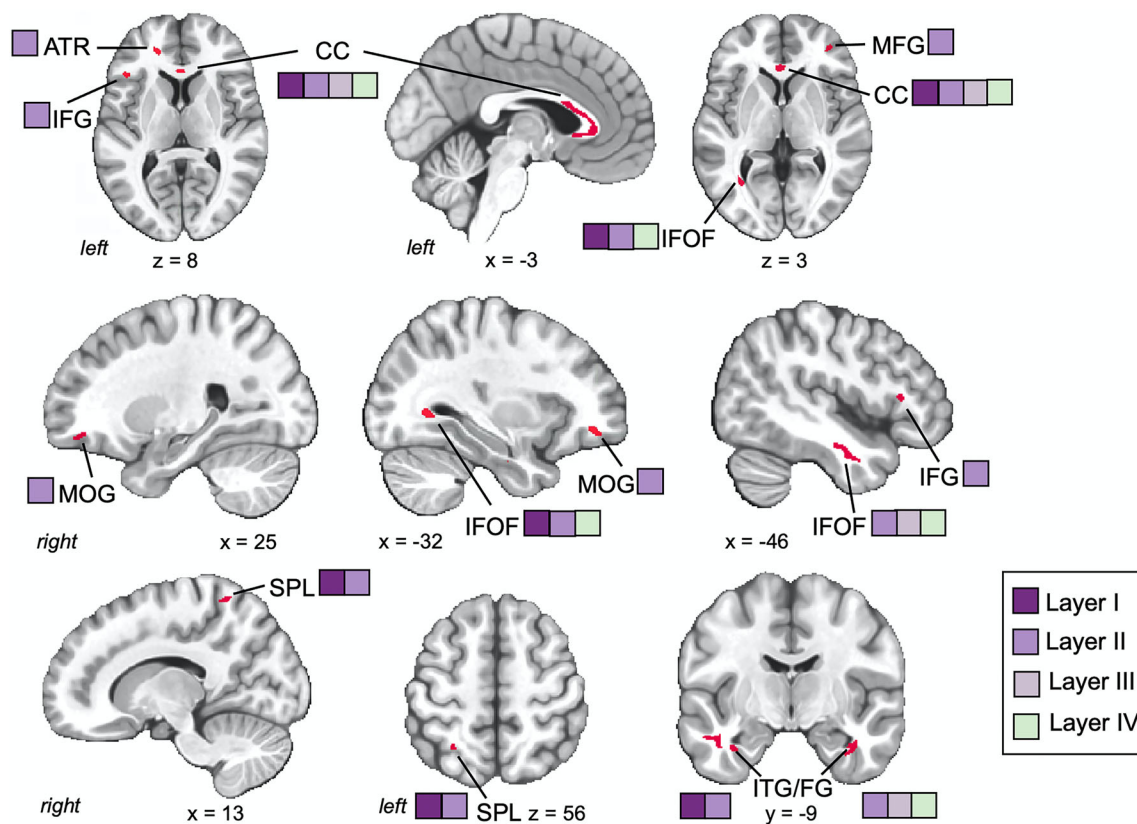 ATR
CC
MFG
IFG
CC
IFOF
left
z = 8
left
x = -3
z = 3
MOG
MOG
IFG
IFOF
IFOF
right
x = 25
x = -32
x = -46
SPL
Layer I
Layer II
Layer III
Layer IV
ITG/FG
right
x = 13
left
SPL z = 56
y = -9